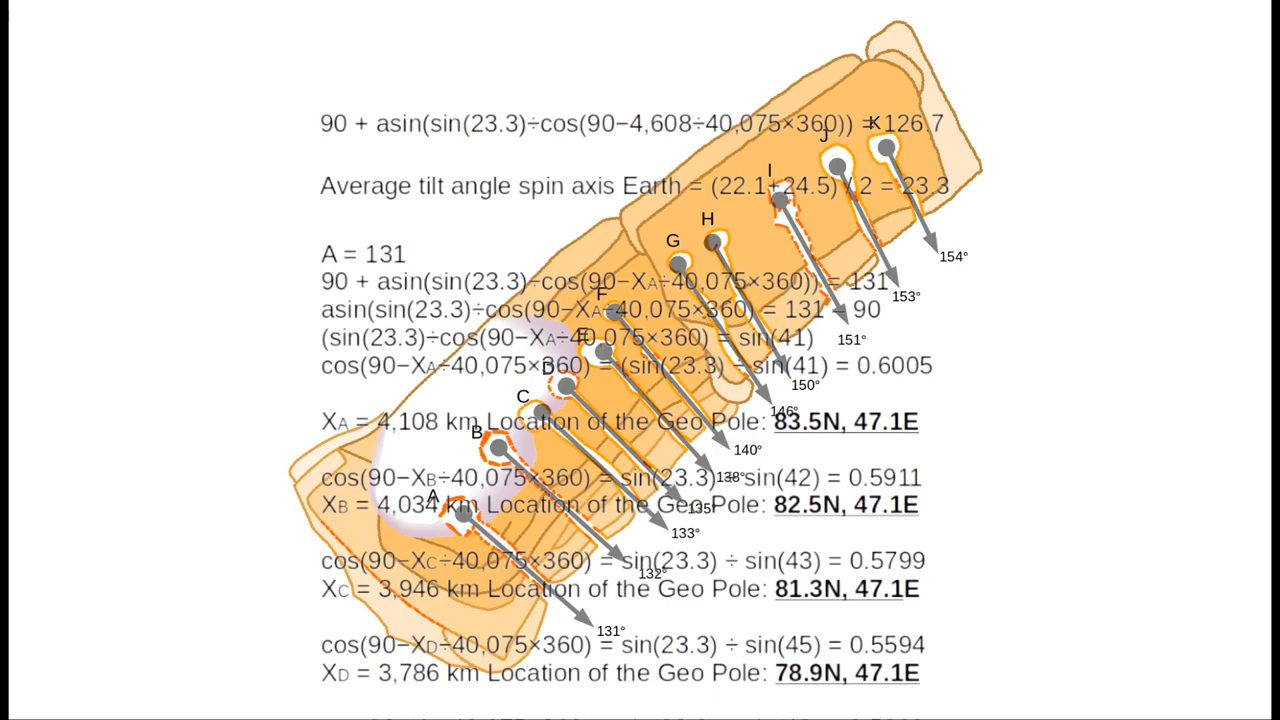 90 + asin(sin(23.3)÷cos(90−4,608÷40,075×360)) = 126.7
Average tilt angle spin axis Earth = (22.1+24.5) / 2 = 23.3
A = 131
90 + asin(sin(23.3)÷cos(90−XA÷40,075×360)) = 131
asin(sin(23.3)÷cos(90−XA÷40,075×360) = 131 − 90
(sin(23.3)÷cos(90−XA÷40,075×360) = sin(41)
cos(90−XA÷40,075×360) = (sin(23.3) ÷ sin(41) = 0.6005
XA = 4,108 km Location of the Geo Pole: 83.5N, 47.1E
cos(90−XB÷40,075×360) = sin(23.3) ÷ sin(42) = 0.5911
XB = 4,034 km Location of the Geo Pole: 82.5N, 47.1E
cos(90−XC÷40,075×360) = sin(23.3) ÷ sin(43) = 0.5799
XC = 3,946 km Location of the Geo Pole: 81.3N, 47.1E
cos(90−XD÷40,075×360) = sin(23.3) ÷ sin(45) = 0.5594
XD = 3,786 km Location of the Geo Pole: 78.9N, 47.1E
K
J
I
H
G
F
E
D
C
B
A
154°
153°
151°
150°
146°
140°
138°
135°
133°
132°
131°